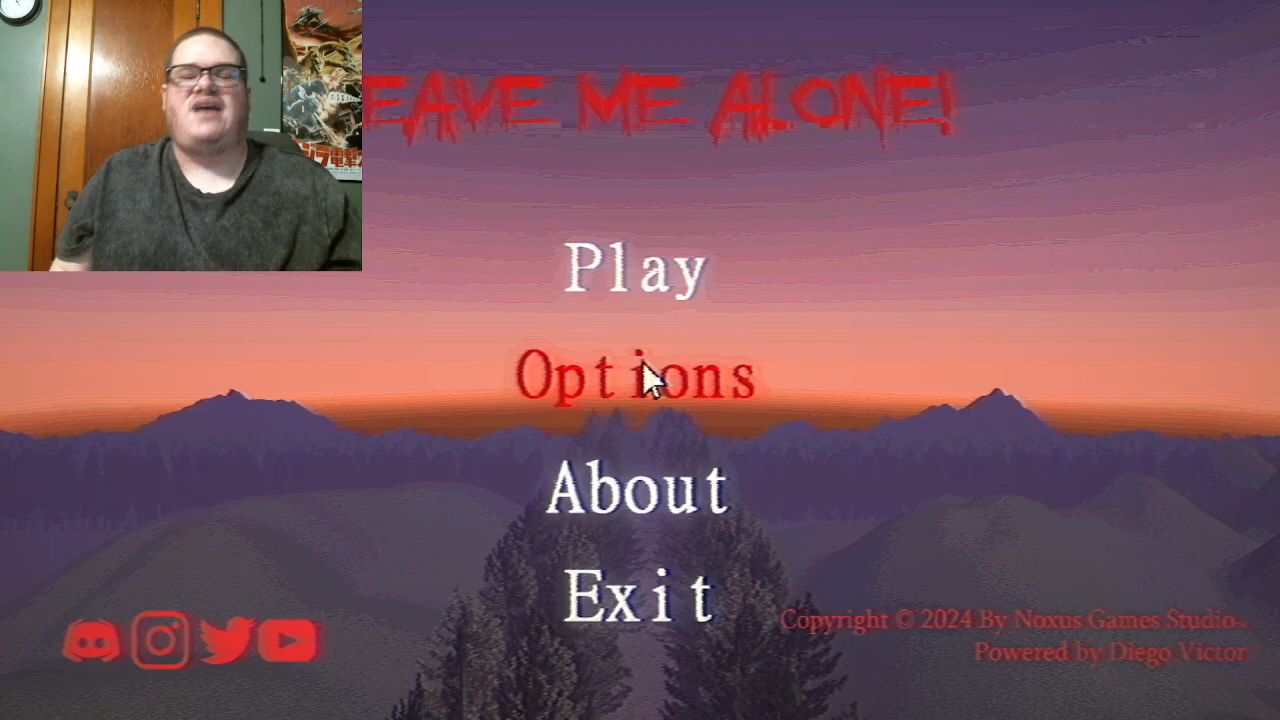 EAVE ME ALONE!
Play
Options
About
Exit
Copyright © 2024 By Noxus Games Studio
Powered by Diego Victor